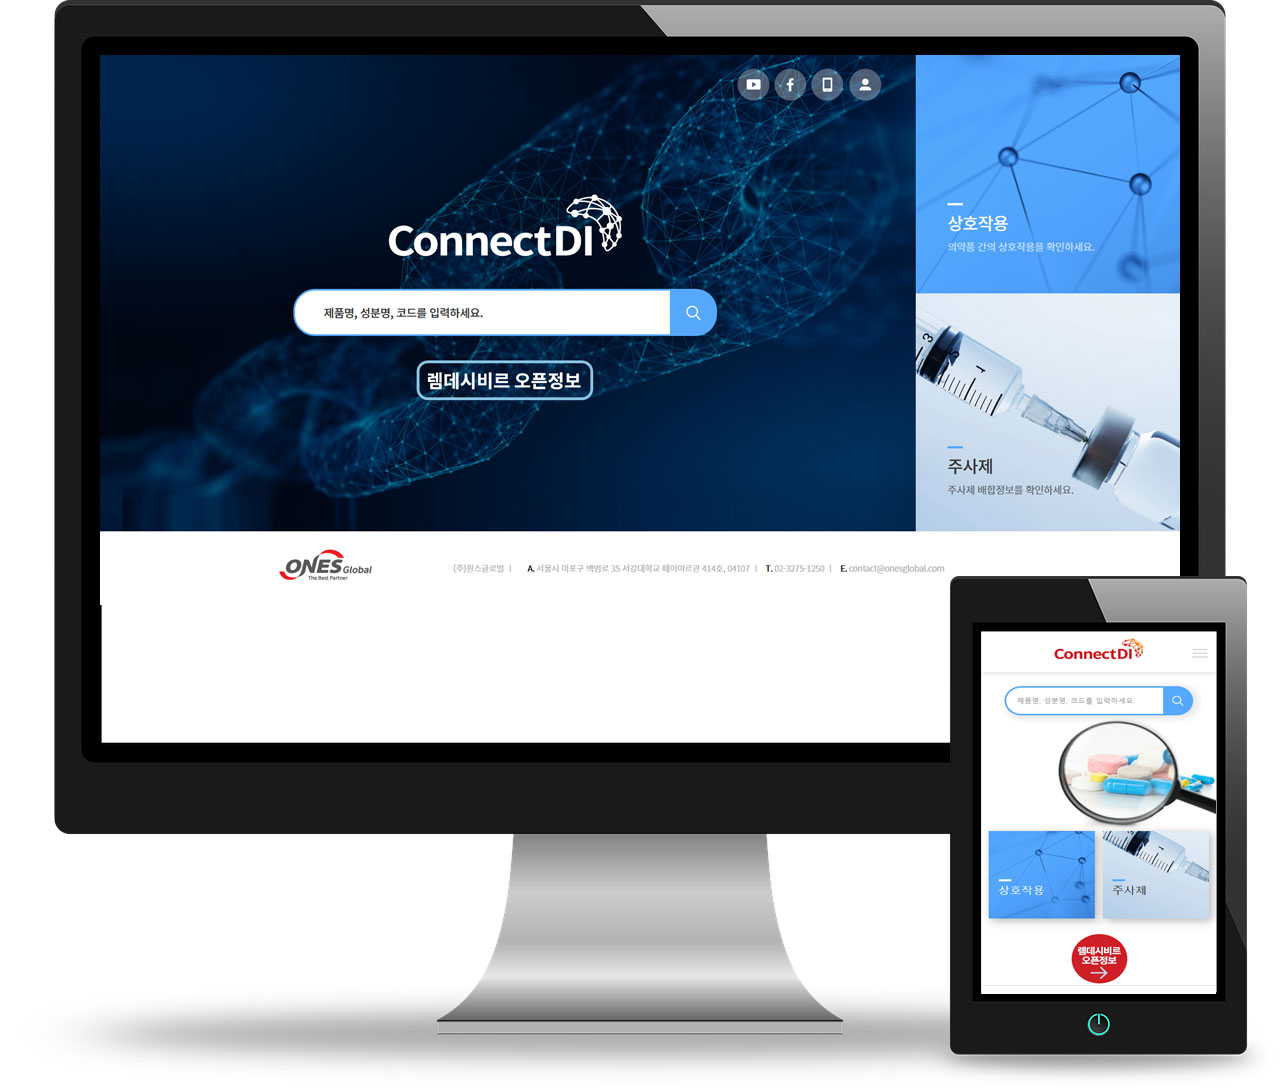 ConnectDI
제품명, 성분명, 코드를 입력하세요.
렘데시비르 오픈정보
상호작용
의약품 간의 상호작용을 확인하세요.
3
1
주사제
주사제 배합정보를 확인하세요.
ONES Global
The Best Partner
(주)원스글로벌 | A. 서울시 마포구 백범로 35 서강대학교 떼이야르관 414호, 04107 | T. 02-3275-1250 | E. contact@onesglobal.com
ConnectDI
제품명, 성분명, 코드를 입력하세요.
상호작용
주사제
렘데시비르
오픈정보